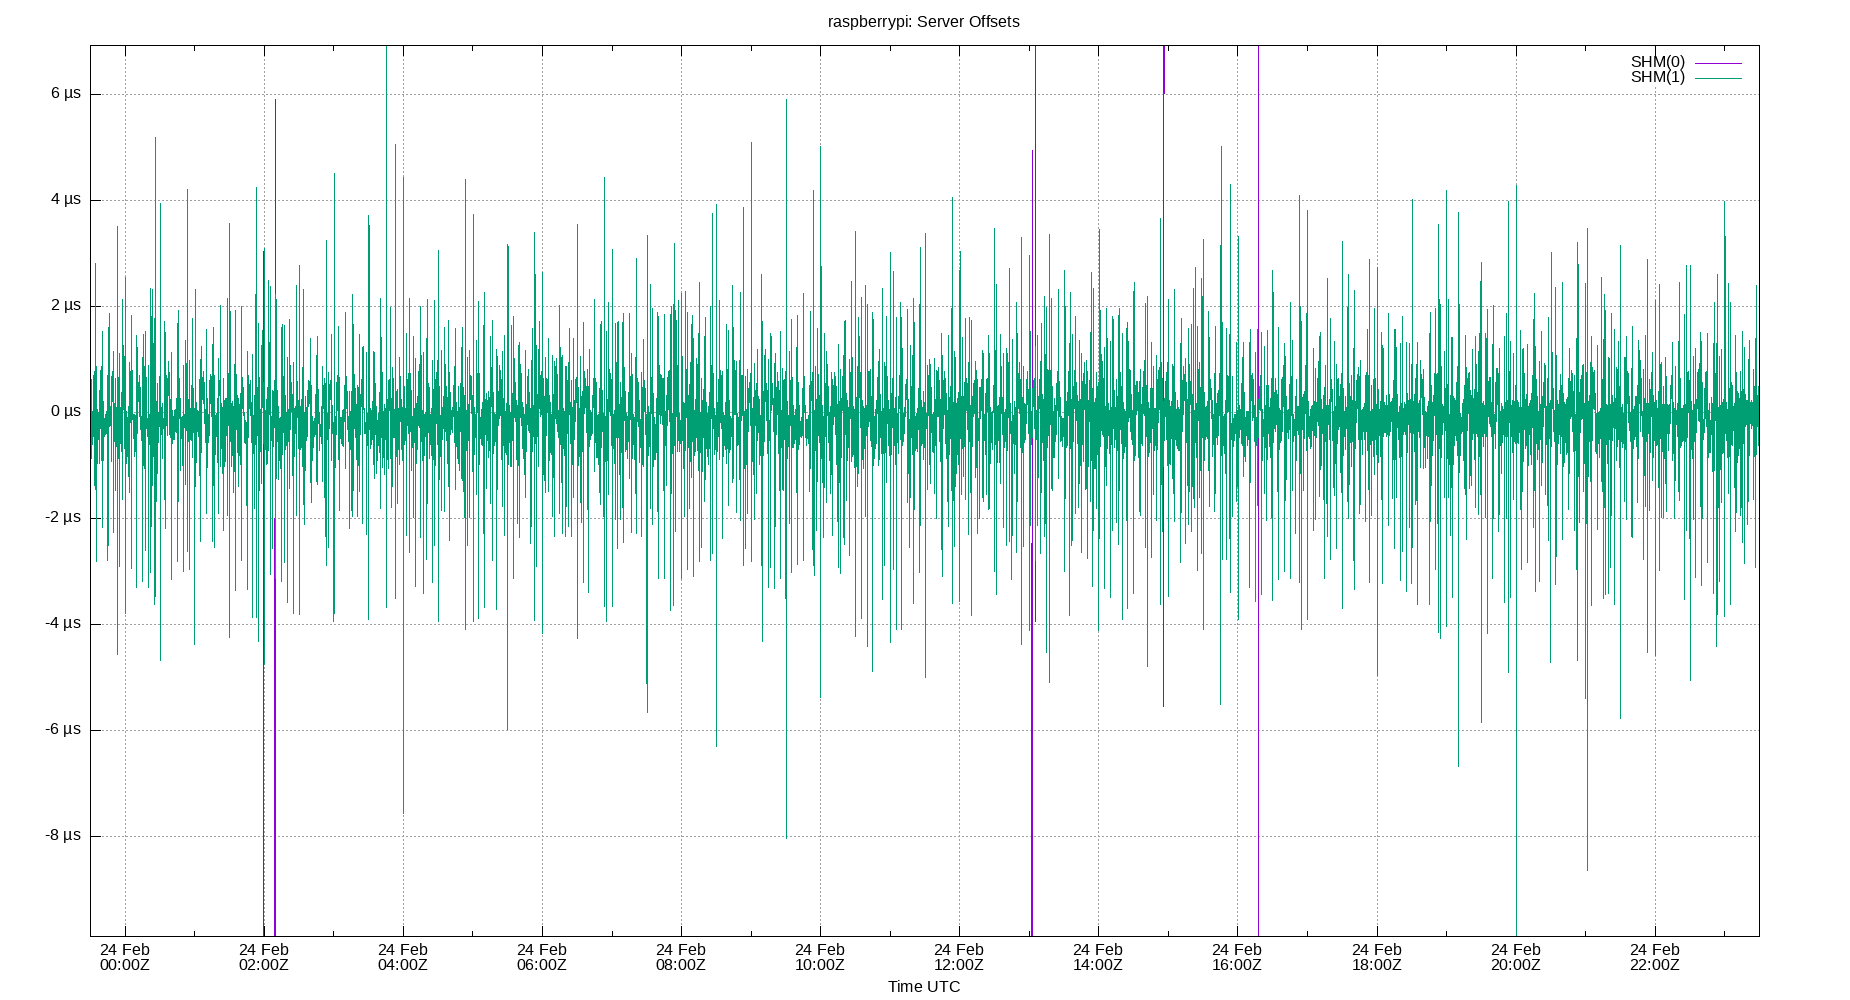 raspberrypi: Server Offsets
SHM(0)
SHM(1)
6 µs
4 µs
2 µs
0 µs
-2 µs
-4 µs
-6 µs
-8 µs
24 Feb 24 Feb 24 Feb 24 Feb 24 Feb 24 Feb 24 Feb 24 Feb 24 Feb 24 Feb 24 Feb 24 Feb
00:00Z 02:00Z 04:00Z 06:00Z 08:00Z 10:00Z 12:00Z 14:00Z 16:00Z 18:00Z 20:00Z 22:00Z
Time UTC